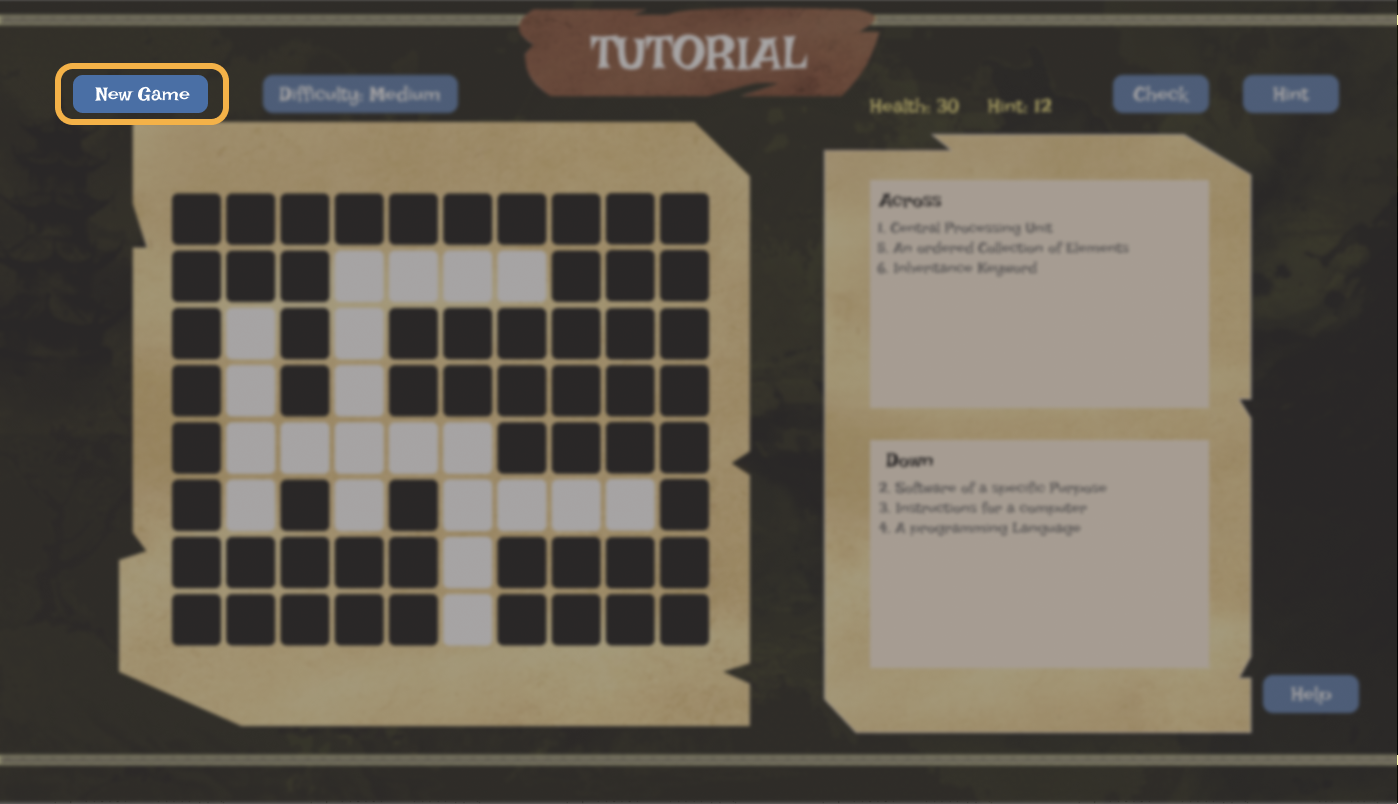 TUTORIAL
New Game
Difficulty: Medium
Health: 30
Hint: 12
Check
Hint
Across
1. Central Processing Unit
5. An ordered Collection of Elements
6. Inheritance Keyword
Down
2. Software of a specific Purpose
3. Instructions for a computer
4. A programming Language
Help